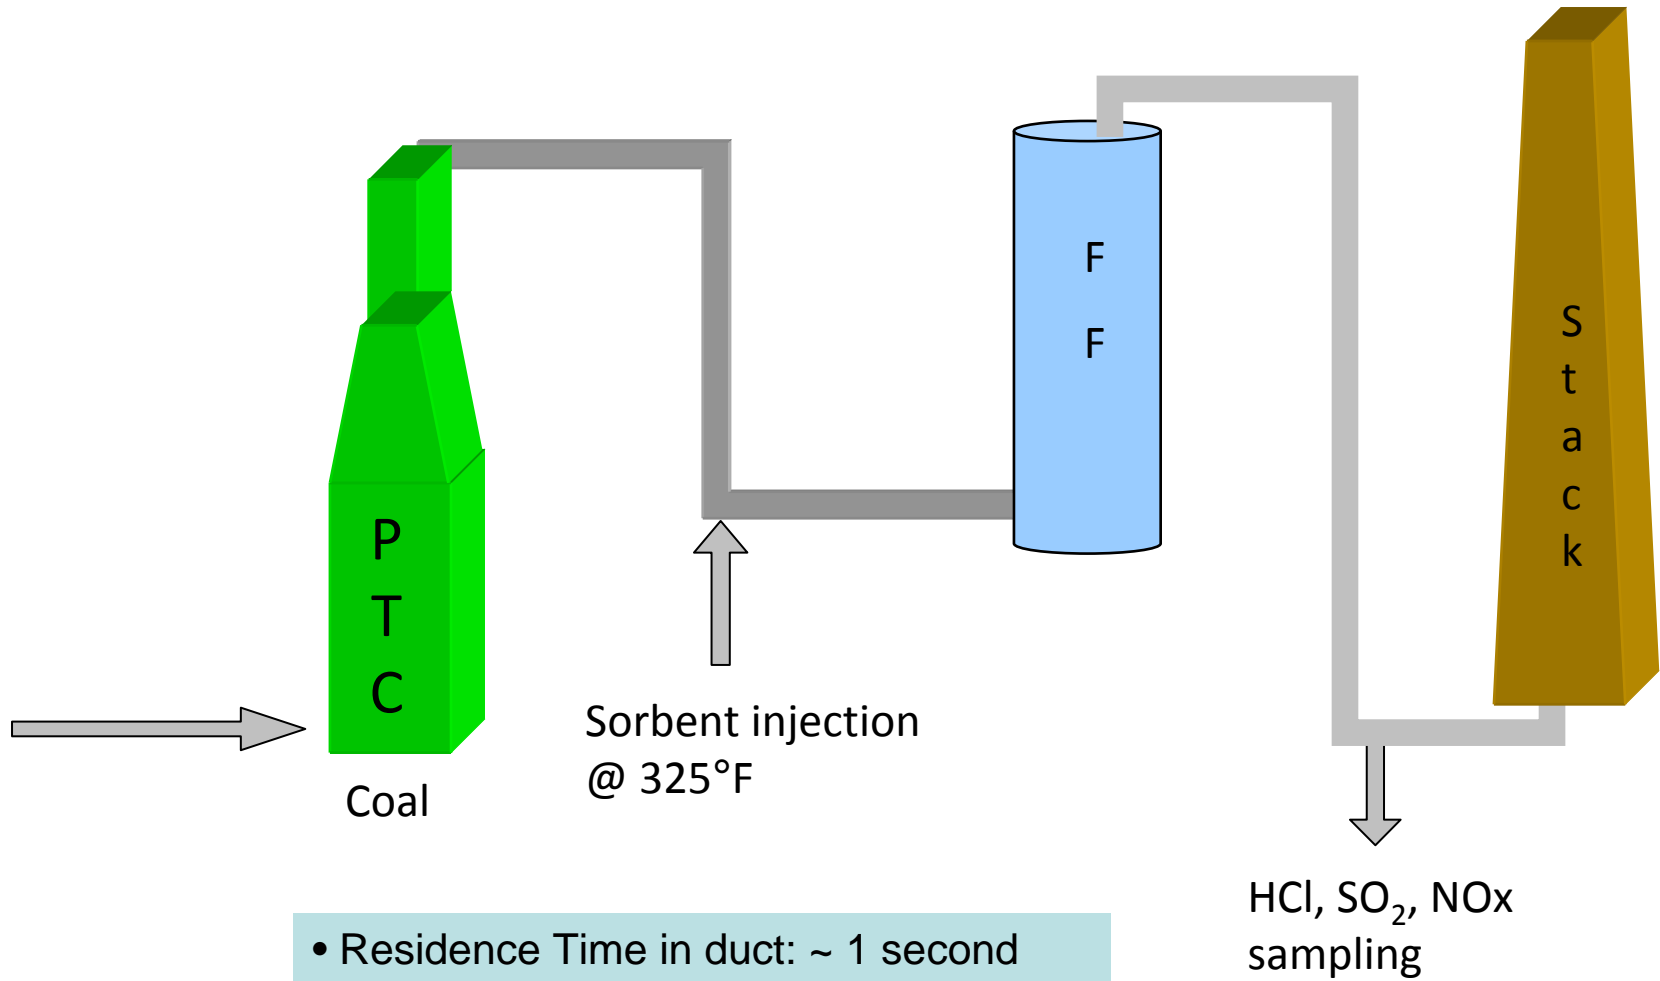 P
T
C
Coal
Sorbent injection
@ 325°F
F
F
S
t
a
c
k
HCl, SO₂, NOx
sampling
• Residence Time in duct: ~ 1 second